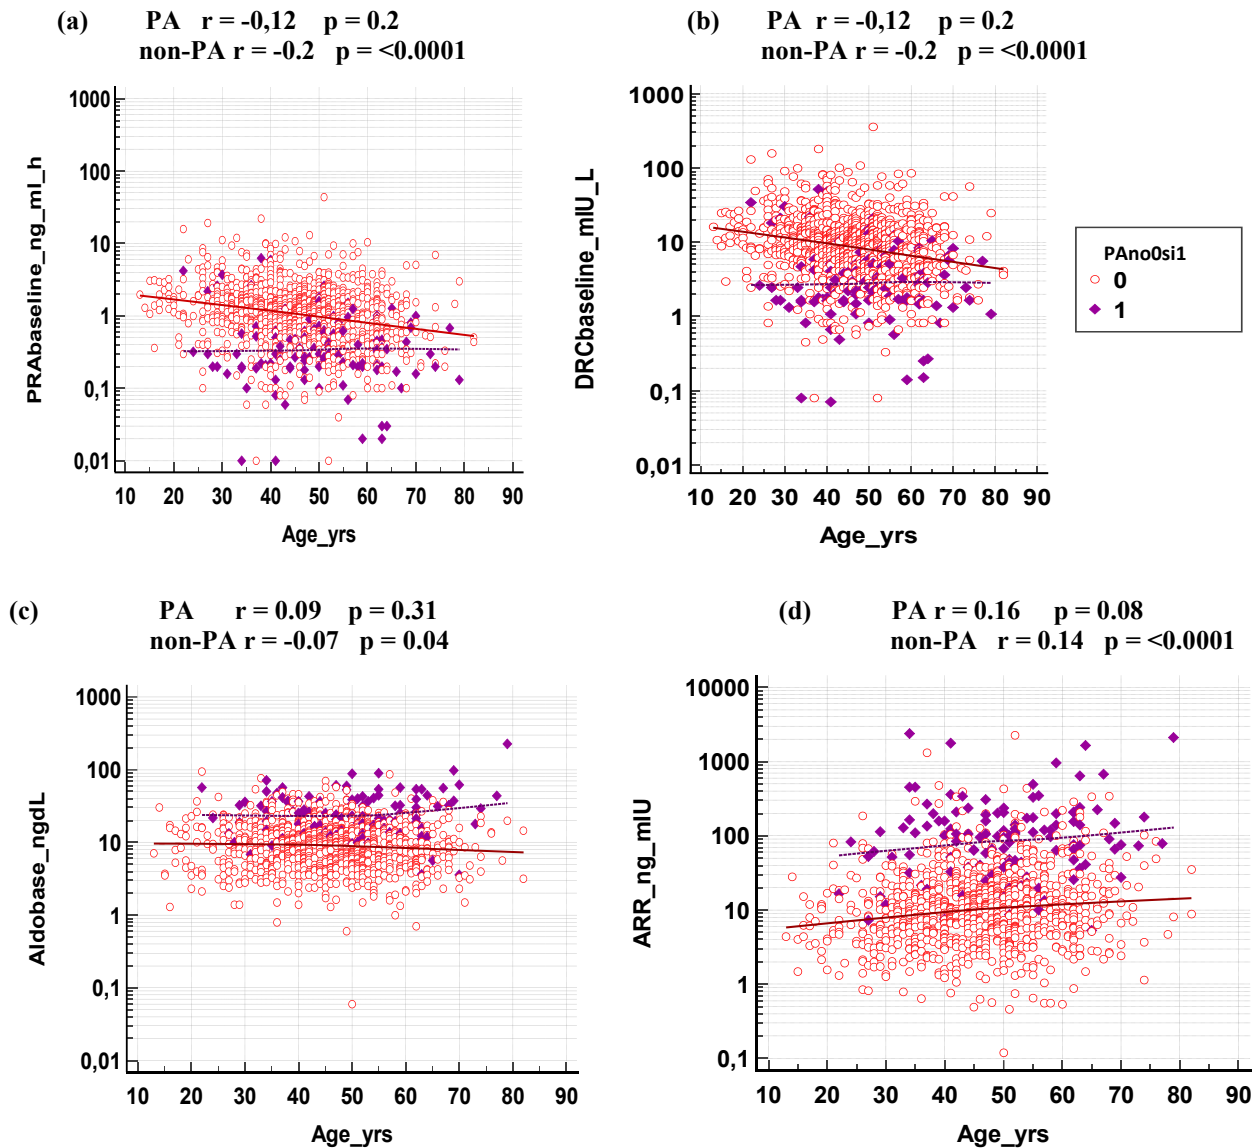 (a) PA r = -0,12 p = 0.2
non-PA r = -0.2 p = <0.0001
1000
100
10
1
0,1
0,01
PRAbaseline_ng_ml_h
10 20 30 40 50 60 70 80 90
Age_yrs
(b) PA r = -0,12 p = 0.2
non-PA r = -0.2 p = <0.0001
1000
100
10
1
0,1
0,01
DRCbaseline_mIU_L
10 20 30 40 50 60 70 80 90
Age_yrs
PAno0si1
0
1
(c) PA r = 0.09 p = 0.31
non-PA r = -0.07 p = 0.04
1000
100
10
1
0,1
0,01
Aldobase_ngdL
10 20 30 40 50 60 70 80 90
Age_yrs
(d) PA r = 0.16 p = 0.08
non-PA r = 0.14 p = <0.0001
10000
1000
100
10
1
0,1
ARR_ng_mIU
10 20 30 40 50 60 70 80 90
Age_yrs